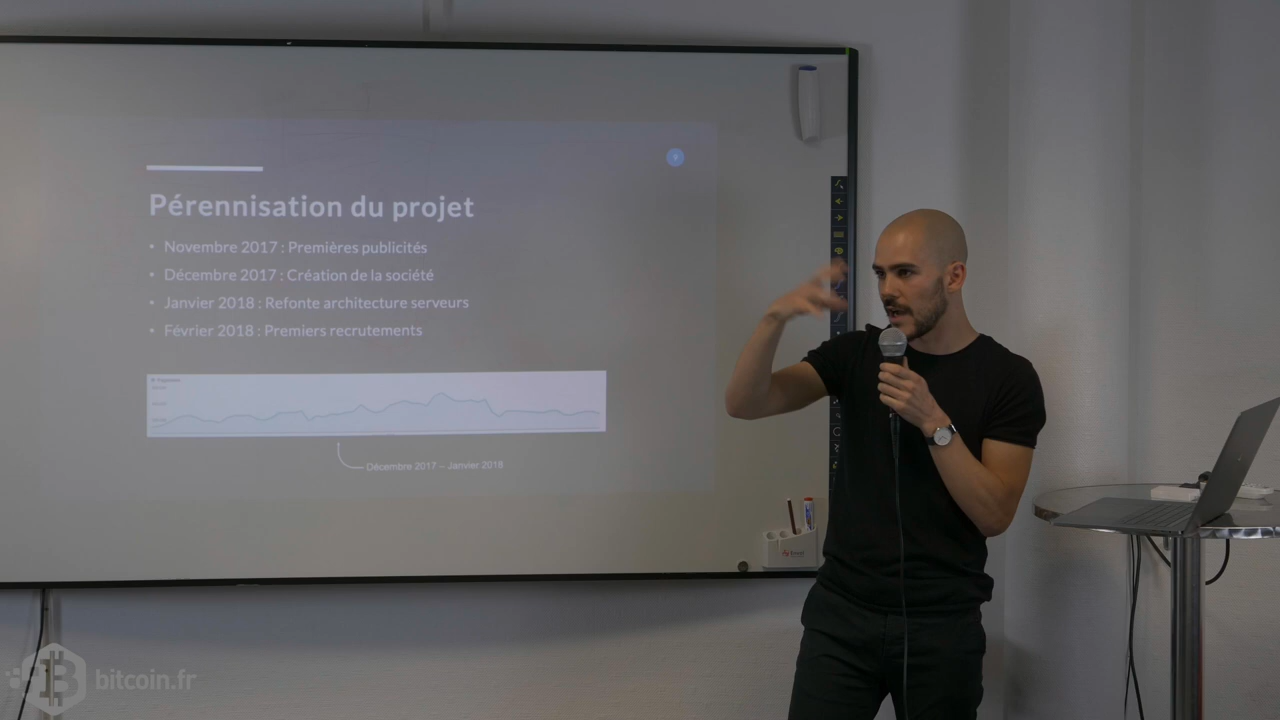 Pérennisation du projet
• Novembre 2017 : Premières publicités
• Décembre 2017 : Création de la société
• Janvier 2018 : Refonte architecture serveurs
• Février 2018 : Premiers recrutements
Décembre 2017 – Janvier 2018
bitcoin.fr